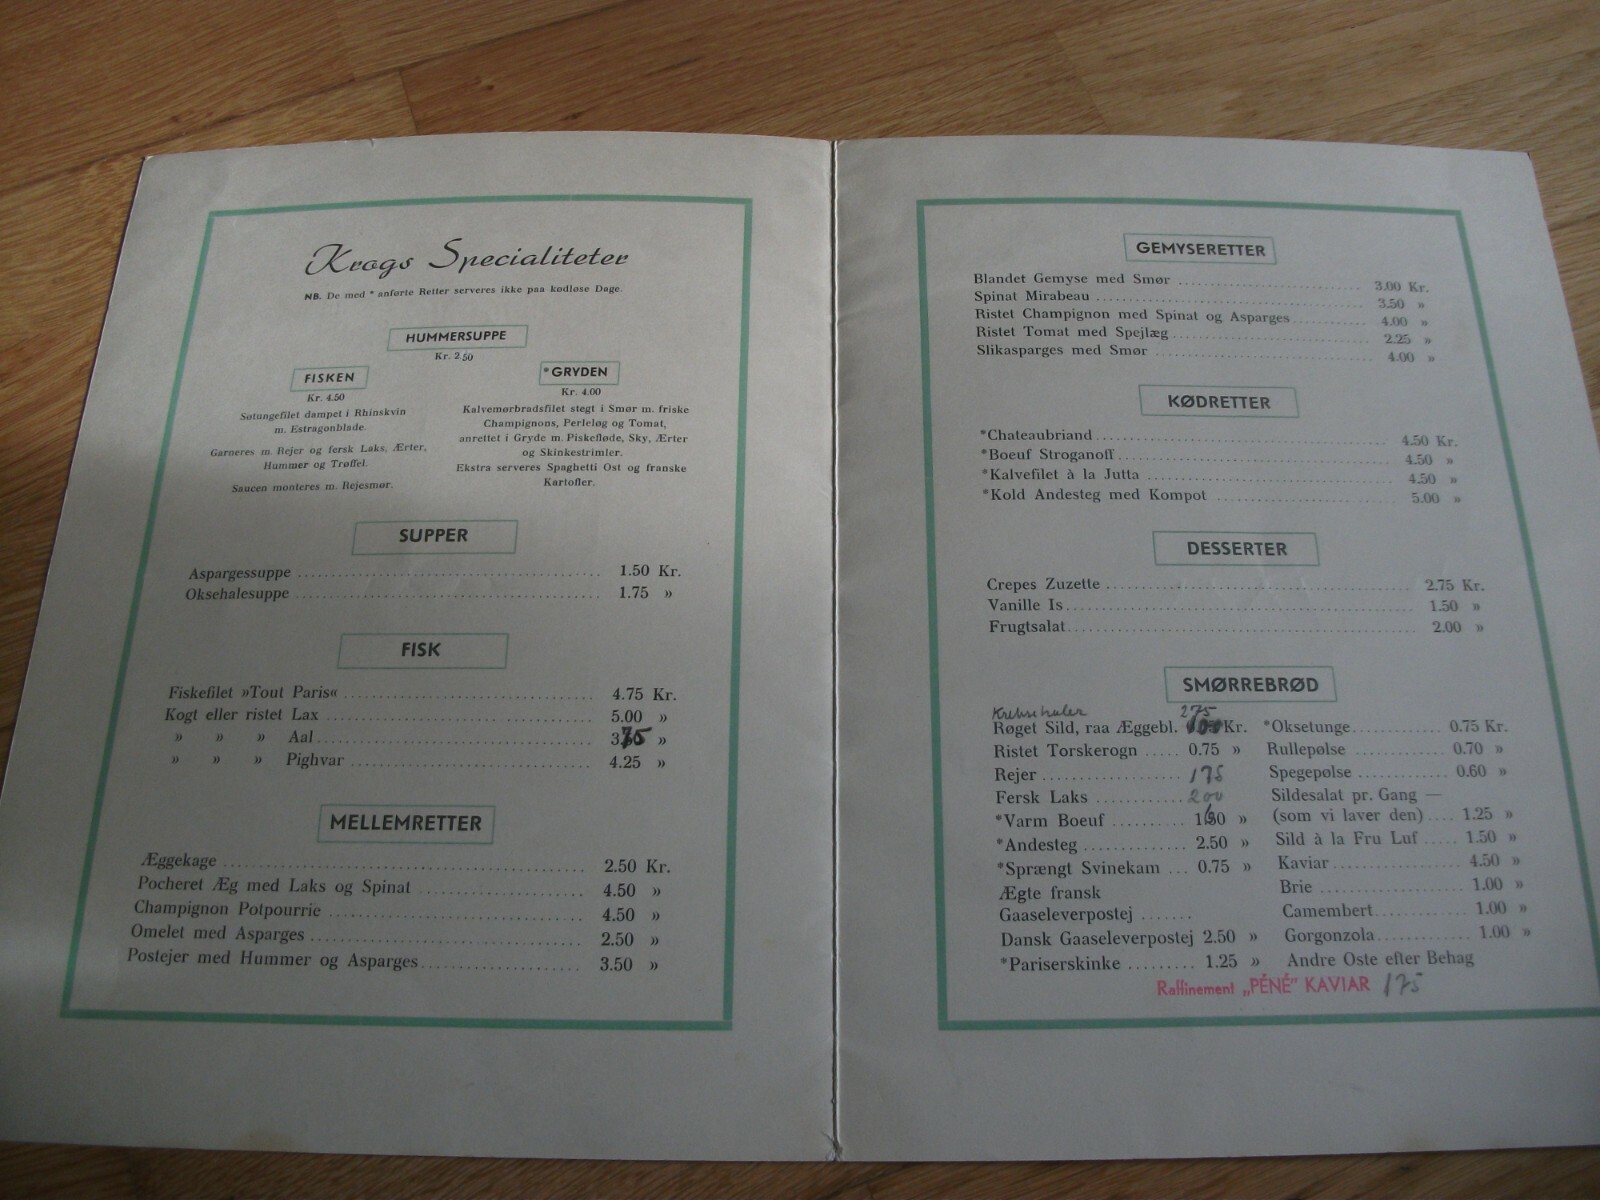 Krogs Specialiteter
NB. De med * anførte Retter serveres ikke paa kødløse Dage.
HUMMERSUPPE
Kr. 2.50
FISKEN
Kr. 4.50
Søtungefilet dampet i Rhinskvin
m. Estragonblade.
Garneres m. Rejer og fersk Laks, Ærter,
Hummer og Trøffel.
Saucen monteres m. Rejesmør.
*GRYDEN
Kr. 4.00
Kalvemørbradsfilet stegt i Smør m. friske
Champignons, Perleløg og Tomat,
anrettet i Gryde m. Piskefløde, Sky, Ærter
og Skinkestrimler.
Ekstra serveres Spaghetti Ost og franske
Kartofler.
SUPPER
Aspargessuppe 1.50 Kr.
Oksehalesuppe 1.75 »
FISK
Fiskefilet »Tout Paris« 4.75 Kr.
Kogt eller ristet Lax 5.00 »
» » » Aal 3.75 »
» » » Pighvar 4.25 »
MELLEMRETTER
Æggekage 2.50 Kr.
Pocheret Æg med Laks og Spinat 4.50 »
Champignon Potpourrie 4.50 »
Omelet med Asparges 2.50 »
Postejer med Hummer og Asparges 3.50 »
GEMYSERETTER
Blandet Gemyse med Smør 3.00 Kr.
Spinat Mirabeau 3.50 »
Ristet Champignon med Spinat og Asparges 4.00 »
Ristet Tomat med Spejlæg 2.25 »
Slikasparges med Smør 4.00 »
KØDRETTER
*Chateaubriand 4.50 Kr.
*Boeuf Stroganoff 4.50 »
*Kalvefilet à la Jutta 4.50 »
*Kold Andesteg med Kompot 5.00 »
DESSERTER
Crepes Zuzette 2.75 Kr.
Vanille Is 1.50 »
Frugtsalat 2.00 »
SMØRREBRØD
Krebsehaler 275
Røget Sild, raa Æggebl. Kr.
Ristet Torskerogn 0.75 »
Rejer 175
Fersk Laks 200
*Varm Boeuf »
*Andesteg 2.50 »
*Sprængt Svinekam 0.75 »
Ægte fransk
Gaaseleverpostej
Dansk Gaaseleverpostej 2.50 »
*Pariserskinke 1.25 »
*Oksetunge 0.75 Kr.
Rullepølse 0.70 »
Spegepølse 0.60 »
Sildesalat pr. Gang —
(som vi laver den) 1.25 »
Sild à la Fru Luf 1.50 »
Kaviar 4.50 »
Brie 1.00 »
Camembert 1.00 »
Gorgonzola 1.00 »
Andre Oste efter Behag
Raffinement „PÉNÉ" KAVIAR 175